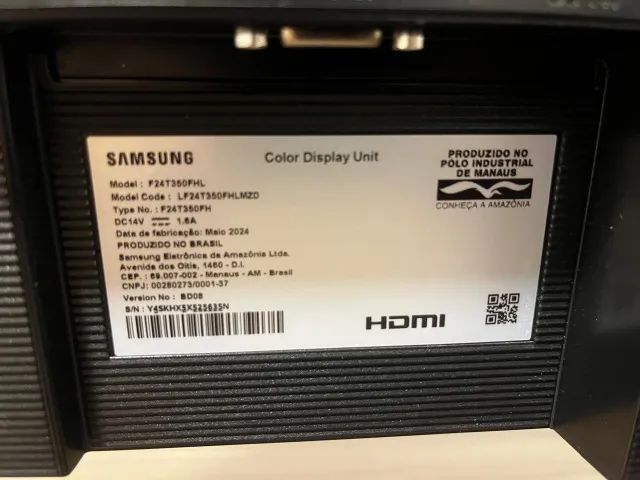 SAMSUNG
Color Display Unit
Model : F24T350FHL
Model Code : LF24T350FHLMZD
Type No. : F24T350FH
DC14V ⎓ 1.8A
Data de fabricação: Maio 2024
PRODUZIDO NO BRASIL
Samsung Eletrônica da Amazônia Ltda.
Avenida dos Oitis, 1460 - D.I.
CEP. : 69.007-002 - Manaus - AM - Brasil
CNPJ: 00280273/0001-37
Version No : BD08
S/N :
HDMI
PRODUZIDO NO
PÓLO INDUSTRIAL
DE MANAUS
CONHEÇA A AMAZÔNIA